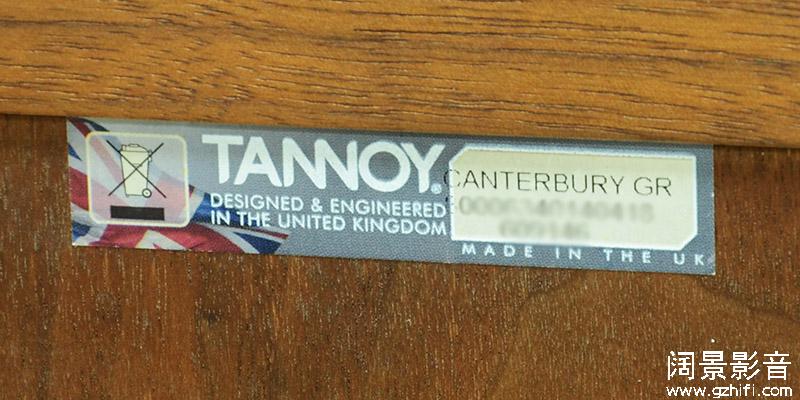 TANNOY®
DESIGNED & ENGINEERED
IN THE UNITED KINGDOM
CANTERBURY GR
MADE IN THE UK
阔景影音
www.gzhifi.com